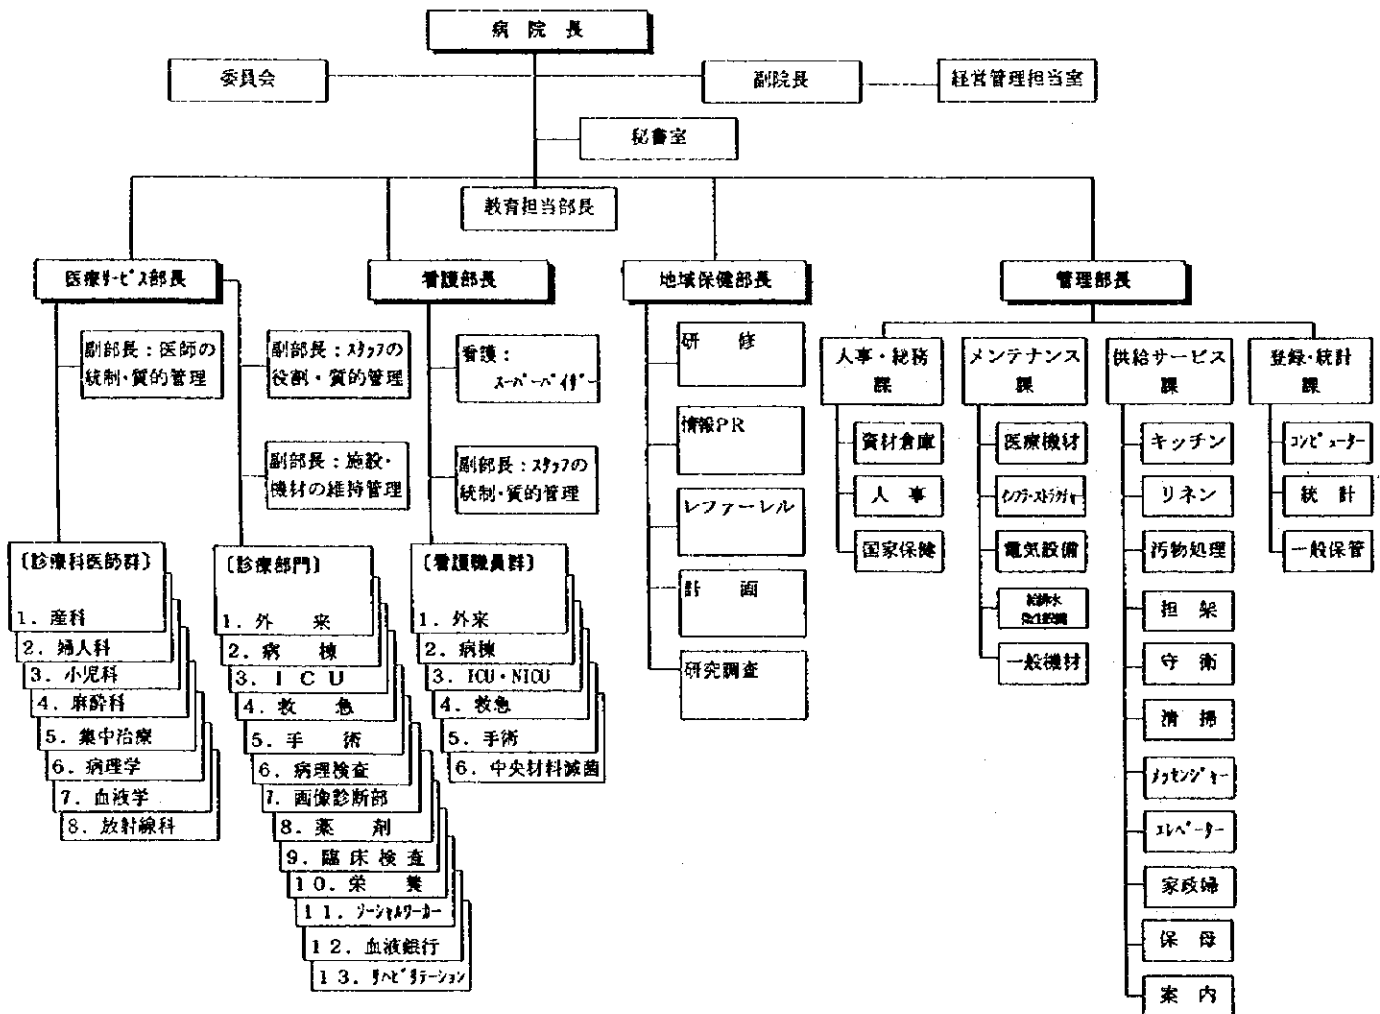 病 院 長
委員会
副院長
経営管理担当室
秘書室
教育担当部長
医療ｻｰﾋﾞｽ部長
看護部長
地域保健部長
管理部長
副部長：医師の
統制・質的管理
副部長：ｽﾀｯﾌの
役割・質的管理
副部長：施設・
機材の維持管理
看護：
ｽｰﾊﾟｰﾊﾞｲｻﾞｰ
副部長：ｽﾀｯﾌの
統制・質的管理
研 修
情報ＰＲ
レファーレル
計 画
研究調査
人事・総務
課
メンテナンス
課
供給サービス
課
登録・統計
課
資材倉庫
人 事
国家保健
医療機材
ｲﾝﾌﾗ･ｽﾄﾗｸﾁｬ
電気設備
給排水
衛生設備
一般機材
キッチン
リネン
汚物処理
担 架
守 衛
清 掃
ﾒｯｾﾝｼﾞｬｰ
ｴﾚﾍﾞｰﾀｰ
家政婦
保 母
案 内
ｺﾝﾋﾟｭｰﾀｰ
統 計
一般保管
〔診療科医師群〕
１．産科
２．婦人科
３．小児科
４．麻酔科
５．集中治療
６．病理学
７．血液学
８．放射線科
〔診療部門〕
１．外 来
２．病 棟
３．ＩＣＵ
４．救 急
５．手 術
６．病理検査
７．画像診断部
８．薬 剤
９．臨床検査
１０．栄 養
１１．ｿｰｼｬﾙﾜｰｶｰ
１２．血液銀行
１３．ﾘﾊﾋﾞﾘﾃｰｼｮﾝ
〔看護職員群〕
１．外来
２．病棟
３．ICU・NICU
４．救急
５．手術
６．中央材料滅菌